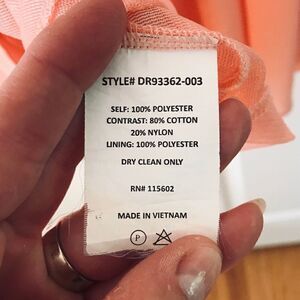 STYLE# DR93362-003
SELF: 100% POLYESTER
CONTRAST: 80% COTTON
20% NYLON
LINING: 100% POLYESTER
DRY CLEAN ONLY
RN# 115602
MADE IN VIETNAM
P